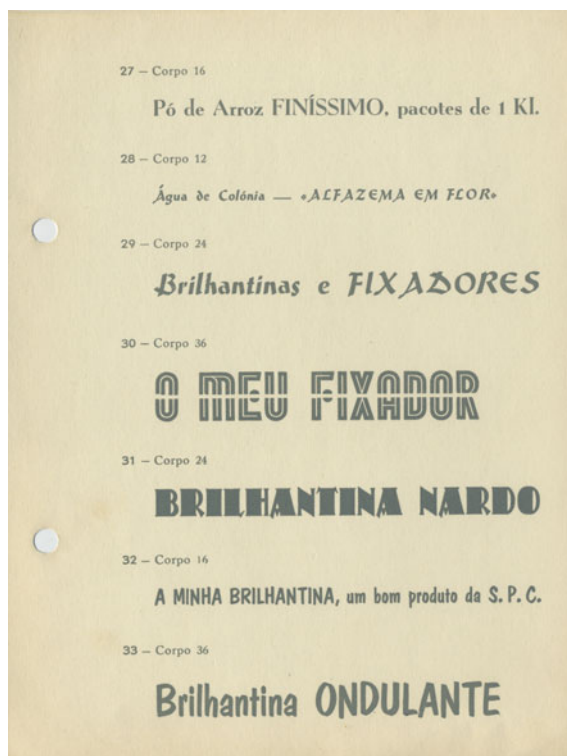 27 — Corpo 16
Pó de Arroz FINÍSSIMO, pacotes de 1 Kl.
28 — Corpo 12
Água de Colónia — «ALFAZEMA EM FLOR»
29 — Corpo 24
Brilhantinas e FIXADORES
30 — Corpo 36
O MEU FIXADOR
31 — Corpo 24
BRILHANTINA NARDO
32 — Corpo 16
A MINHA BRILHANTINA, um bom produto da S. P. C.
33 — Corpo 36
Brilhantina ONDULANTE